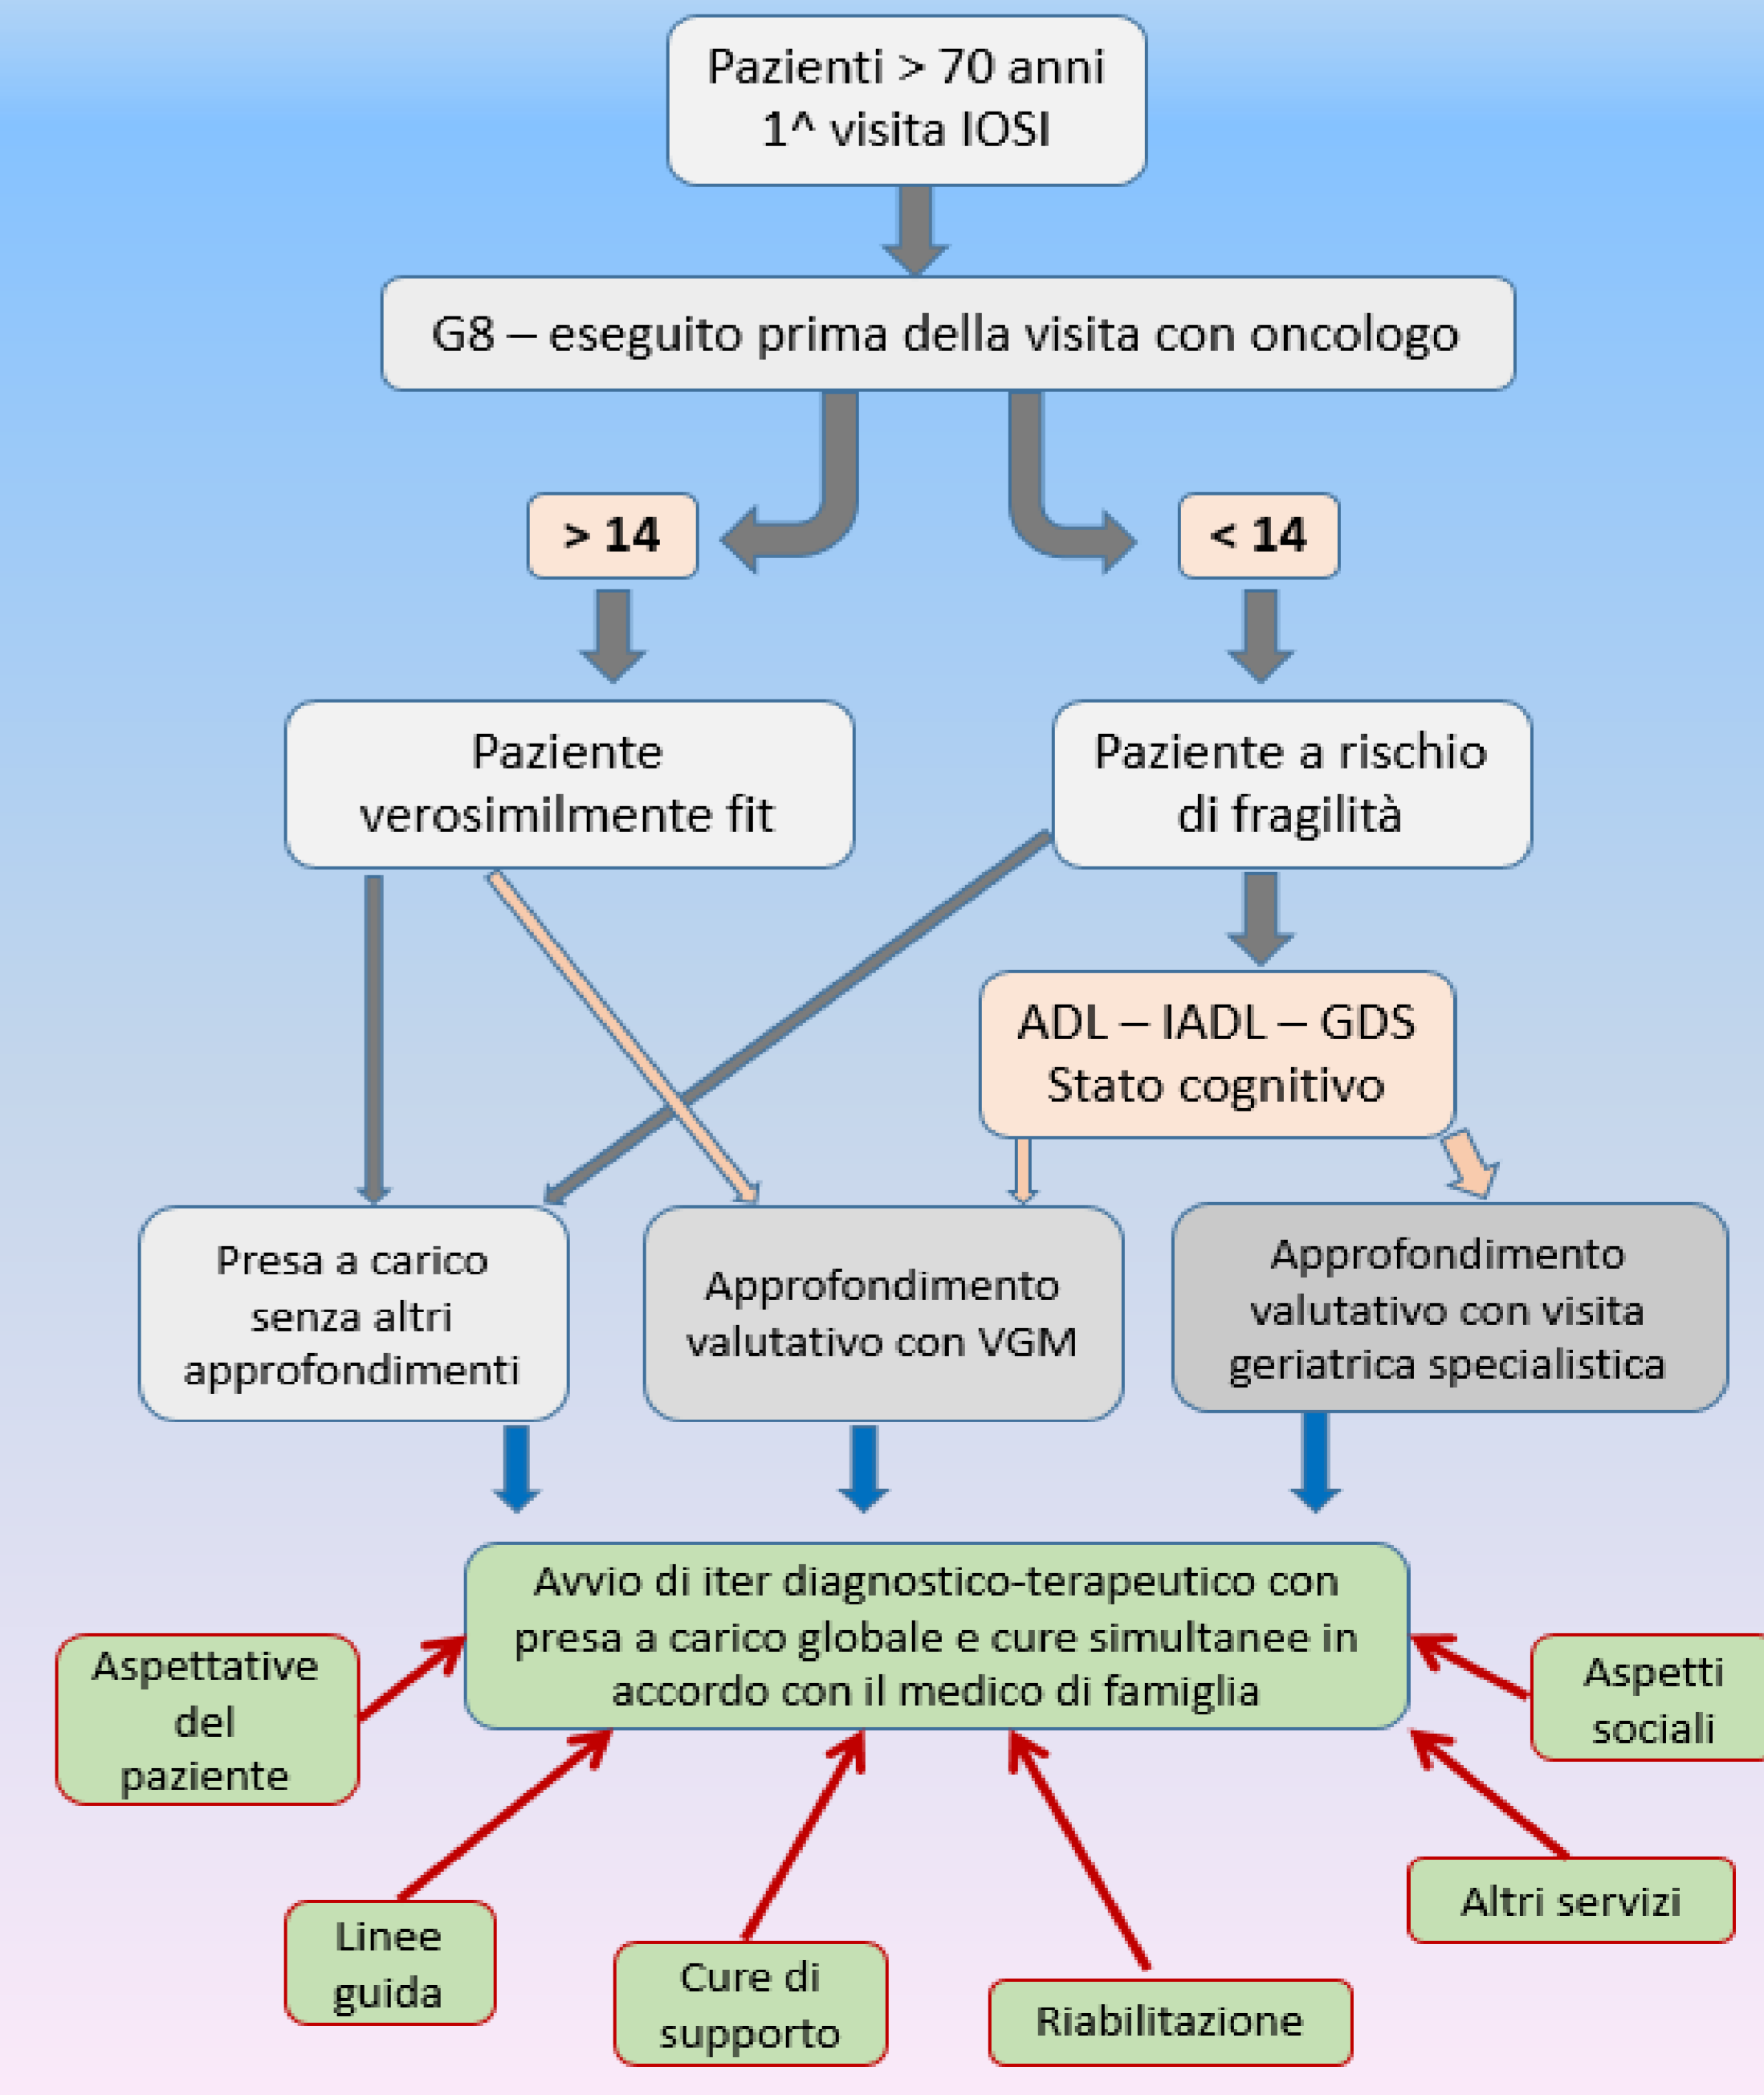 Pazienti > 70 anni
1^ visita IOSI
G8 – eseguito prima della visita con oncologo
> 14
< 14
Paziente
verosimilmente fit
Paziente a rischio
di fragilità
ADL – IADL – GDS
Stato cognitivo
Presa a carico
senza altri
approfondimenti
Approfondimento
valutativo con VGM
Approfondimento
valutativo con visita
geriatrica specialistica
Avvio di iter diagnostico-terapeutico con
presa a carico globale e cure simultanee in
accordo con il medico di famiglia
Aspettative
del
paziente
Aspetti
sociali
Linee
guida
Cure di
supporto
Riabilitazione
Altri servizi